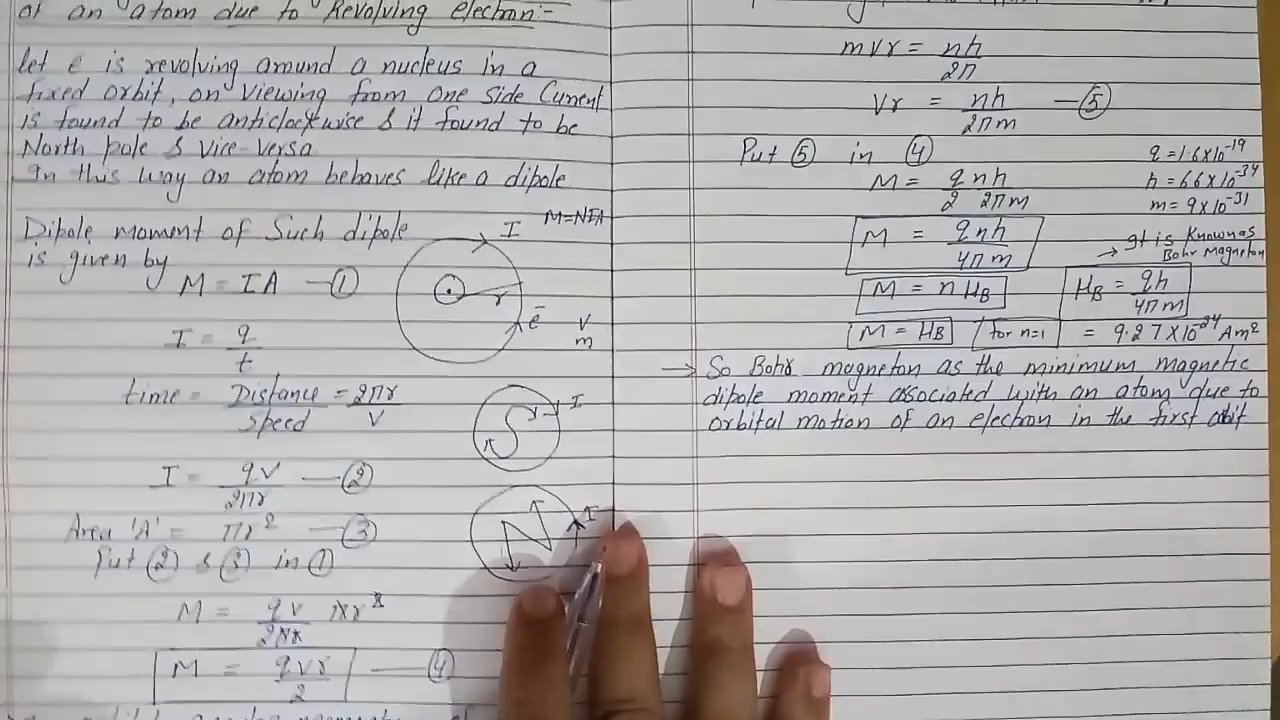 of an atom due to Revolving electron:-
let e is revolving around a nucleus in a
fixed orbit, on viewing from one side Current
is found to be anticlockwise & it found to be
North pole & vice-versa
In this way an atom behaves like a dipole
Dipole moment of Such dipole
is given by
M = IA —①
M=NIA
I
r
e̅
V
m
I = q/t
time = Distance/Speed = 2πr/V
I
S
I = qV/2πr —②
I
N
Area 'A' = πr² —③
Put ② & ③ in ①
M = qv/2πr πr²
M = qvr/2 —④
mvr = nh/2π
Vr = nh/2πm —⑤
Put ⑤ in ④
q = 1.6×10⁻¹⁹
h = 6.6×10⁻³⁴
m = 9×10⁻³¹
M = q nh/2 2πm
M = qnh/4πm
→ It is Known as
Bohr Magneton
M = n μB
μB = qh/4πm
M = μB for n=1
= 9.27×10⁻²⁴ Am²
→ So Bohr magneton as the minimum magnetic
dipole moment associated with an atom due to
orbital motion of an electron in the first orbit